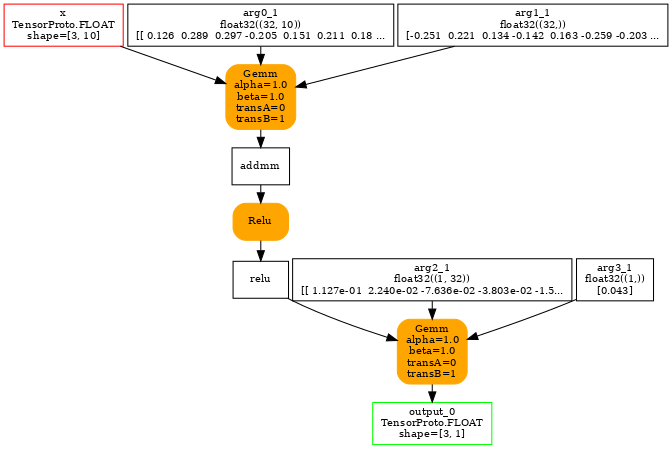 x
TensorProto.FLOAT
shape=[3, 10]
arg0_1
float32((32, 10))
[[ 0.126  0.289  0.297 -0.205  0.151  0.211  0.18 ...
arg1_1
float32((32,))
[-0.251  0.221  0.134 -0.142  0.163 -0.259 -0.203 ...
Gemm
alpha=1.0
beta=1.0
transA=0
transB=1
addmm
Relu
relu
arg2_1
float32((1, 32))
[[ 1.127e-01  2.240e-02 -7.636e-02 -3.803e-02 -1.5...
arg3_1
float32((1,))
[0.043]
Gemm
alpha=1.0
beta=1.0
transA=0
transB=1
output_0
TensorProto.FLOAT
shape=[3, 1]